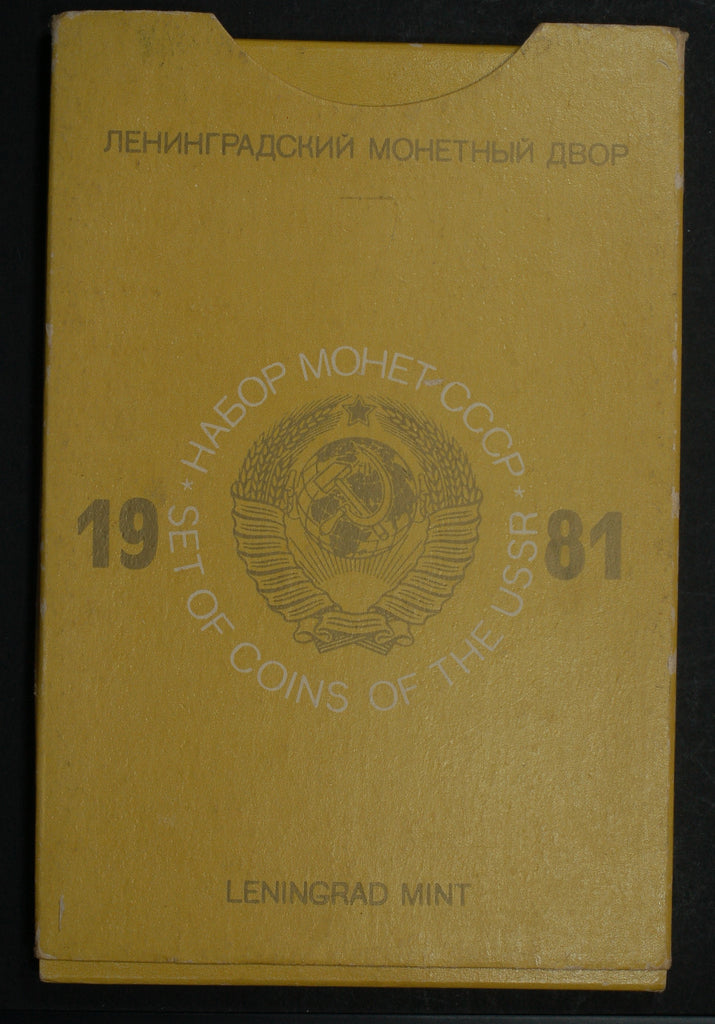 ЛЕНИНГРАДСКИЙ МОНЕТНЫЙ ДВОР
* НАБОР МОНЕТ СССР *
19 81
SET OF COINS OF THE USSR
LENINGRAD MINT